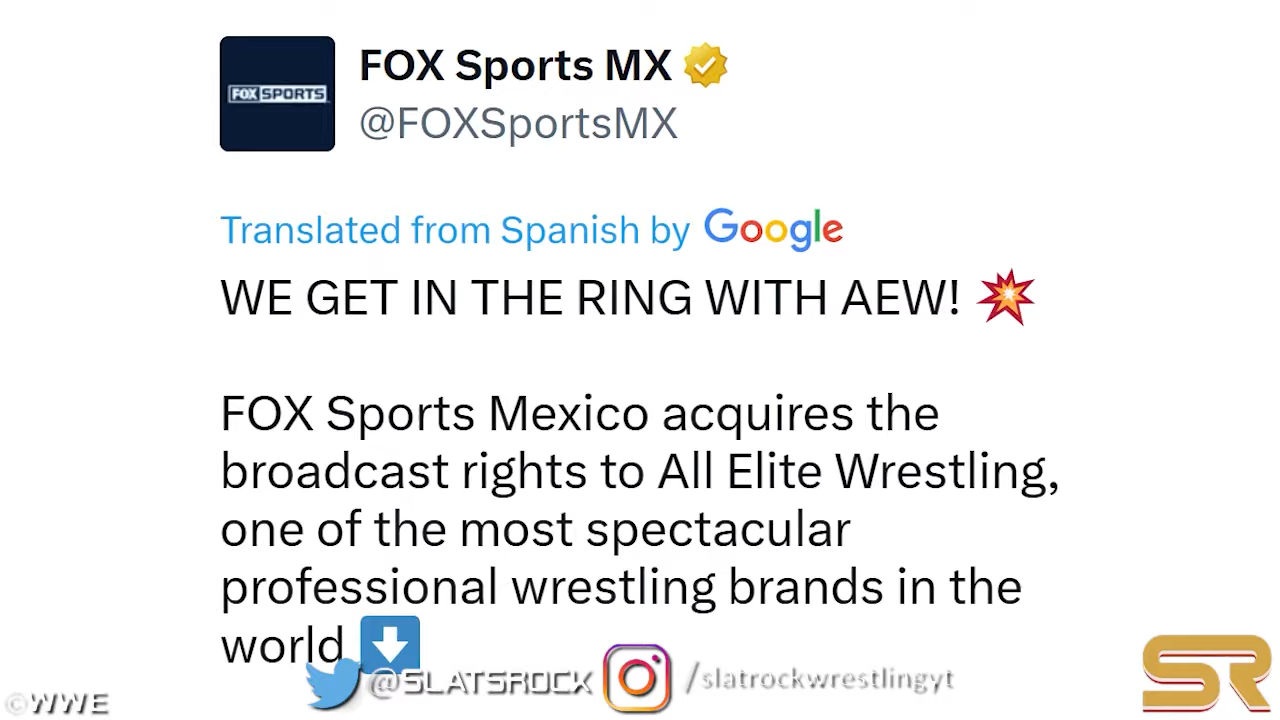 FOX Sports MX
FOX SPORTS
@FOXSportsMX
Translated from Spanish by Google
WE GET IN THE RING WITH AEW! 💥
FOX Sports Mexico acquires the
broadcast rights to All Elite Wrestling,
one of the most spectacular
professional wrestling brands in the
world ⬇️
@SLATSROCK /slatrockwrestlingyt
SR
©WWE